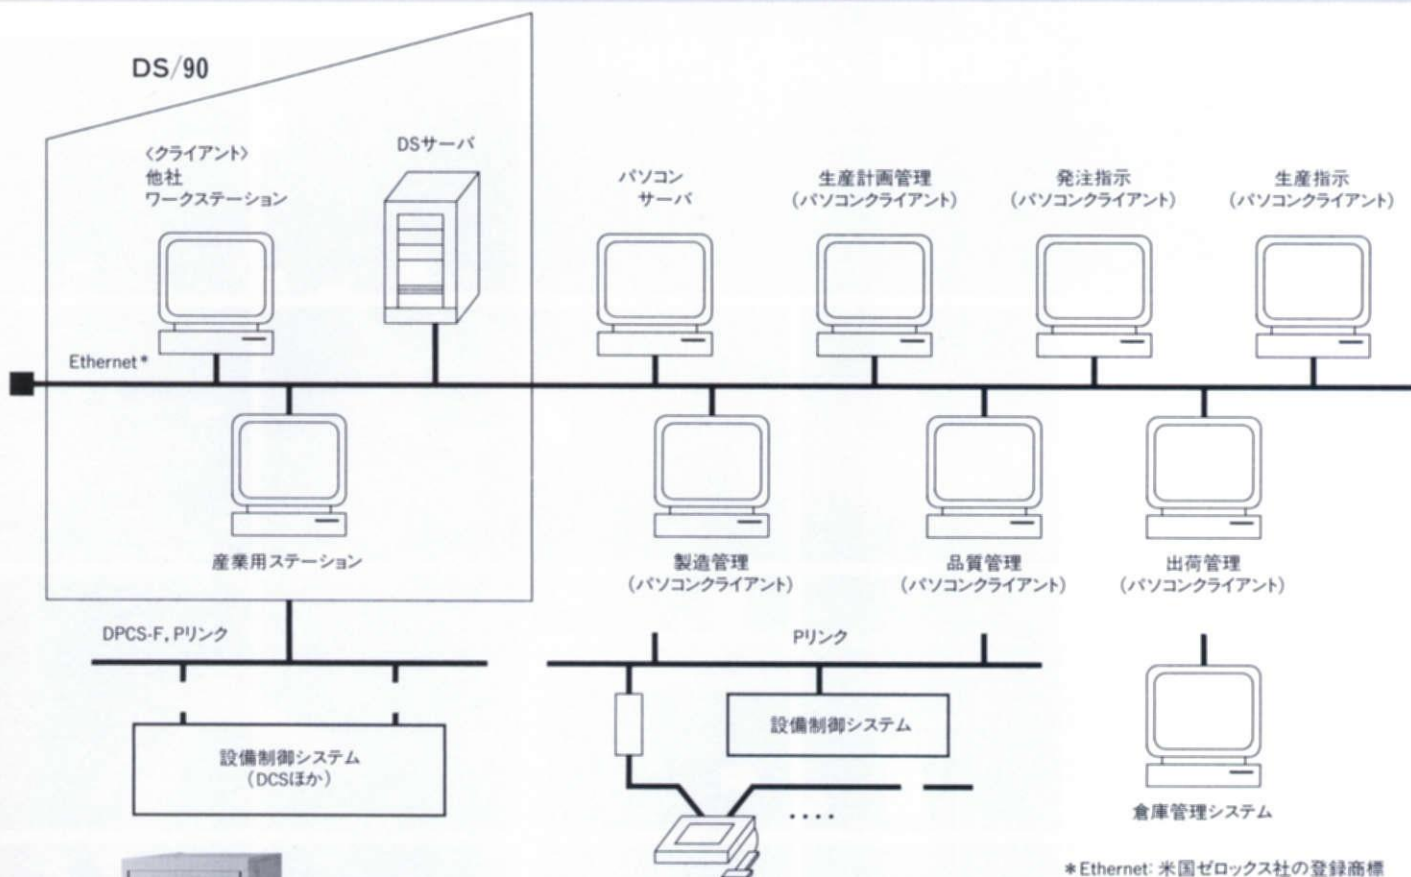 DS/90
〈クライアント〉
他社
ワークステーション
DSサーバ
パソコン
サーバ
生産計画管理
(パソコンクライアント)
発注指示
(パソコンクライアント)
生産指示
(パソコンクライアント)
Ethernet*
産業用ステーション
製造管理
(パソコンクライアント)
品質管理
(パソコンクライアント)
出荷管理
(パソコンクライアント)
DPCS-F, Pリンク
Pリンク
設備制御システム
(DCSほか)
設備制御システム
····
倉庫管理システム
*Ethernet: 米国ゼロックス社の登録商標